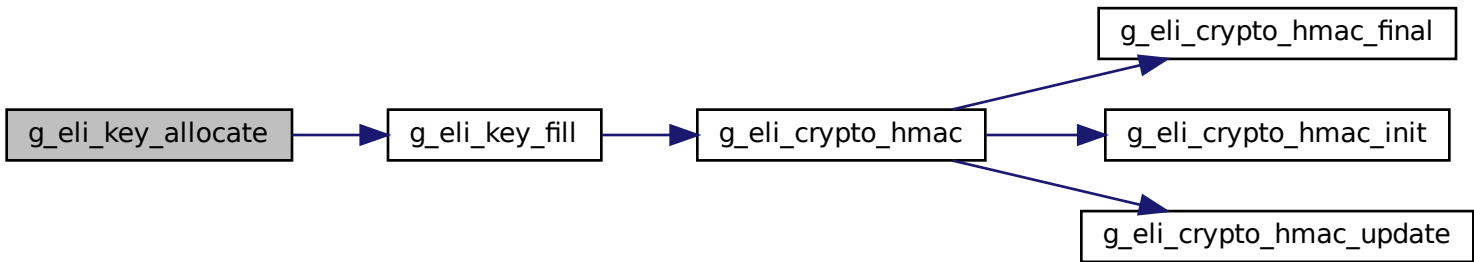 g_eli_crypto_hmac_final
g_eli_key_allocate
g_eli_key_fill
g_eli_crypto_hmac
g_eli_crypto_hmac_init
g_eli_crypto_hmac_update